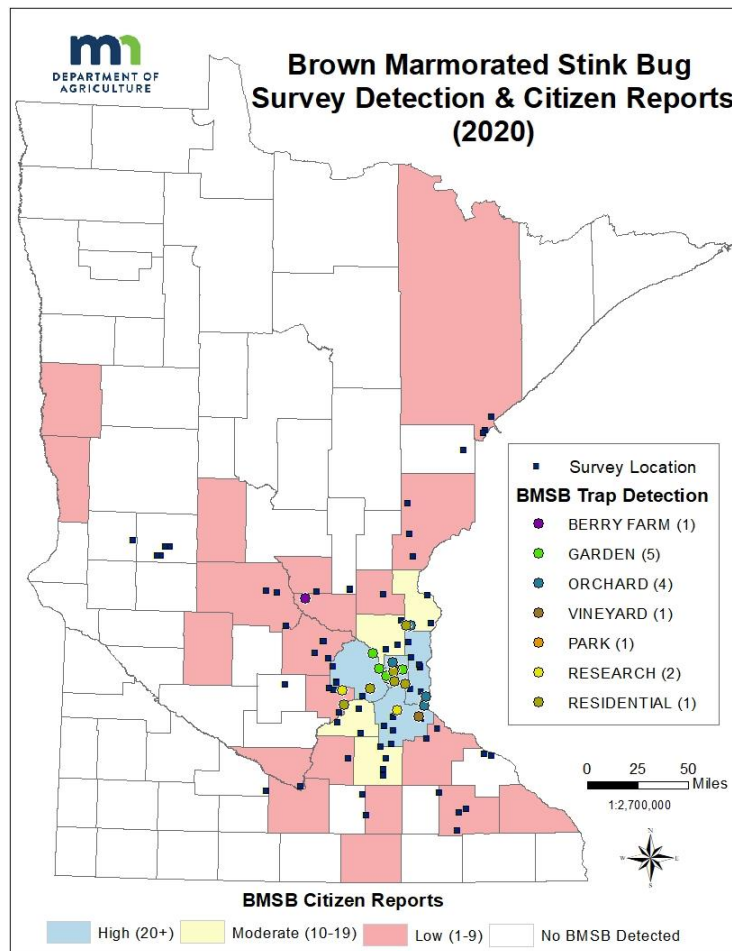 mn
DEPARTMENT OF
AGRICULTURE
Brown Marmorated Stink Bug
Survey Detection & Citizen Reports
(2020)
Survey Location
BMSB Trap Detection
BERRY FARM (1)
GARDEN (5)
ORCHARD (4)
VINEYARD (1)
PARK (1)
RESEARCH (2)
RESIDENTIAL (1)
0 25 50
Miles
1:2,700,000
N
W E
S
BMSB Citizen Reports
High (20+) Moderate (10-19) Low (1-9) No BMSB Detected